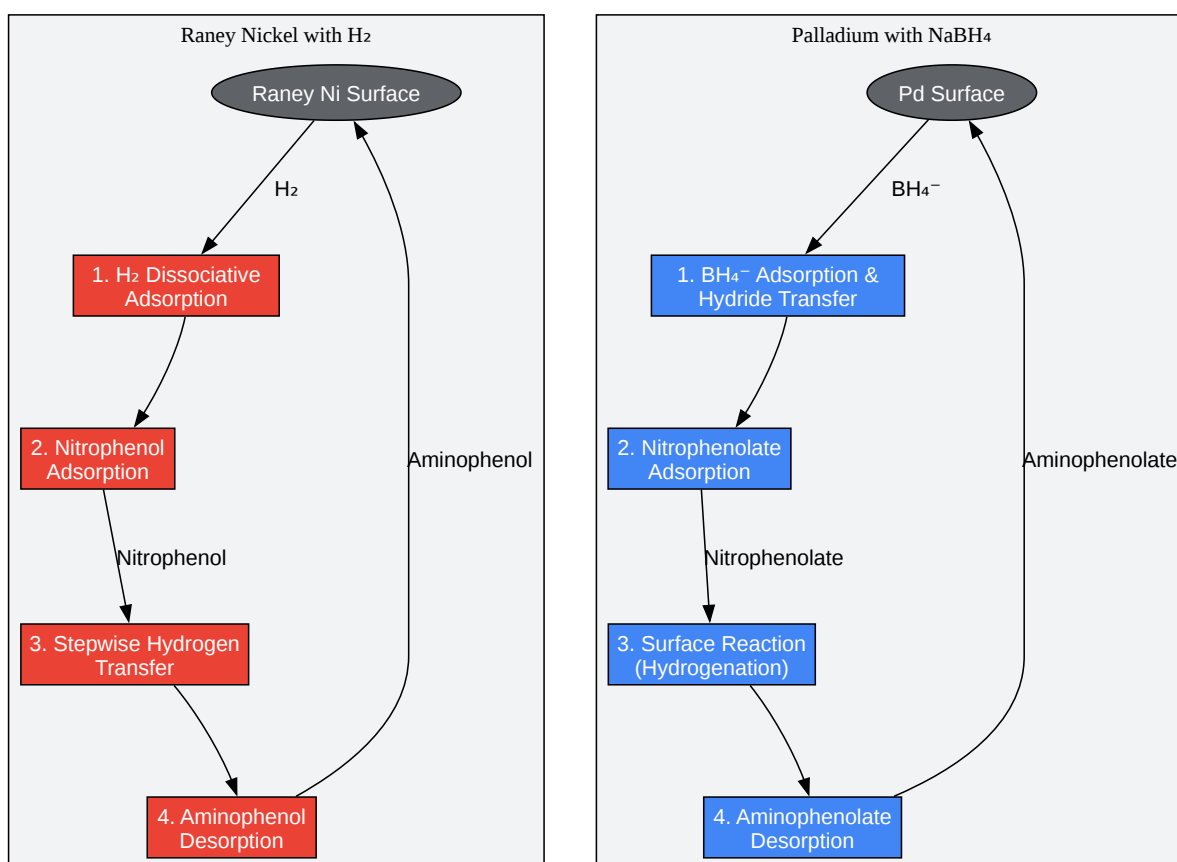 Raney Nickel with H₂
Raney Ni Surface
H₂
1. H₂ Dissociative
Adsorption
2. Nitrophenol
Adsorption
Aminophenol
Nitrophenol
3. Stepwise Hydrogen
Transfer
4. Aminophenol
Desorption
Palladium with NaBH₄
Pd Surface
BH₄⁻
1. BH₄⁻ Adsorption &
Hydride Transfer
2. Nitrophenolate
Adsorption
Aminophenolate
Nitrophenolate
3. Surface Reaction
(Hydrogenation)
4. Aminophenolate
Desorption